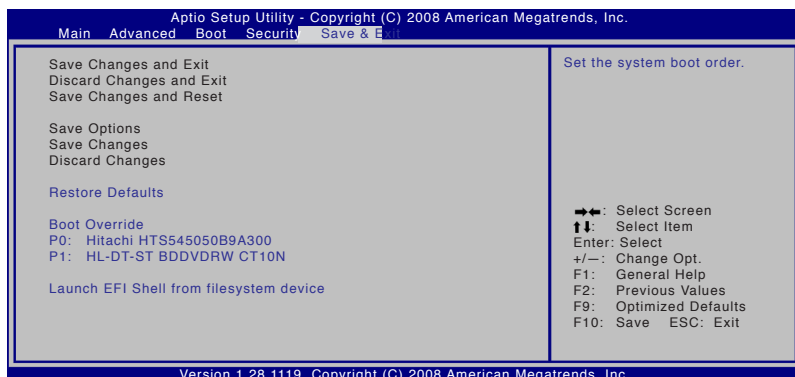 Aptio Setup Utility - Copyright (C) 2008 American Megatrends, Inc.
Main Advanced Boot Security Save & Exit
Save Changes and Exit
Discard Changes and Exit
Save Changes and Reset
Save Options
Save Changes
Discard Changes
Restore Defaults
Boot Override
P0: Hitachi HTS545050B9A300
P1: HL-DT-ST BDDVDRW CT10N
Launch EFI Shell from filesystem device
Set the system boot order.
→←: Select Screen
↑↓: Select Item
Enter: Select
+/—: Change Opt.
F1: General Help
F2: Previous Values
F9: Optimized Defaults
F10: Save ESC: Exit
Version 1.28.1119. Copyright (C) 2008 American Megatrends, Inc.